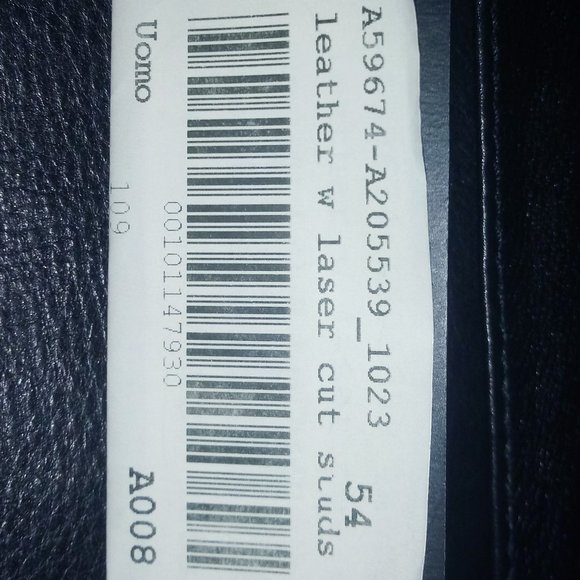 A59674-A205539_1023
54
leather w laser cut studs
00101147930
109
Uomo
A008